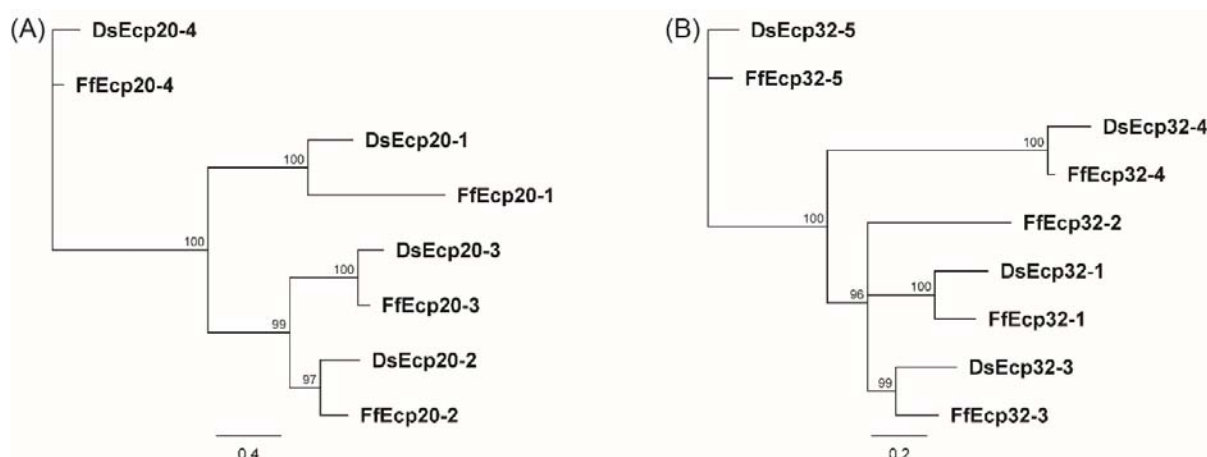 (A)
DsEcp20-4
FfEcp20-4
DsEcp20-1
100
FfEcp20-1
100
DsEcp20-3
100
FfEcp20-3
99
DsEcp20-2
97
FfEcp20-2
0.4
(B)
DsEcp32-5
FfEcp32-5
DsEcp32-4
100
FfEcp32-4
100
FfEcp32-2
DsEcp32-1
96
100
FfEcp32-1
DsEcp32-3
99
FfEcp32-3
0.2